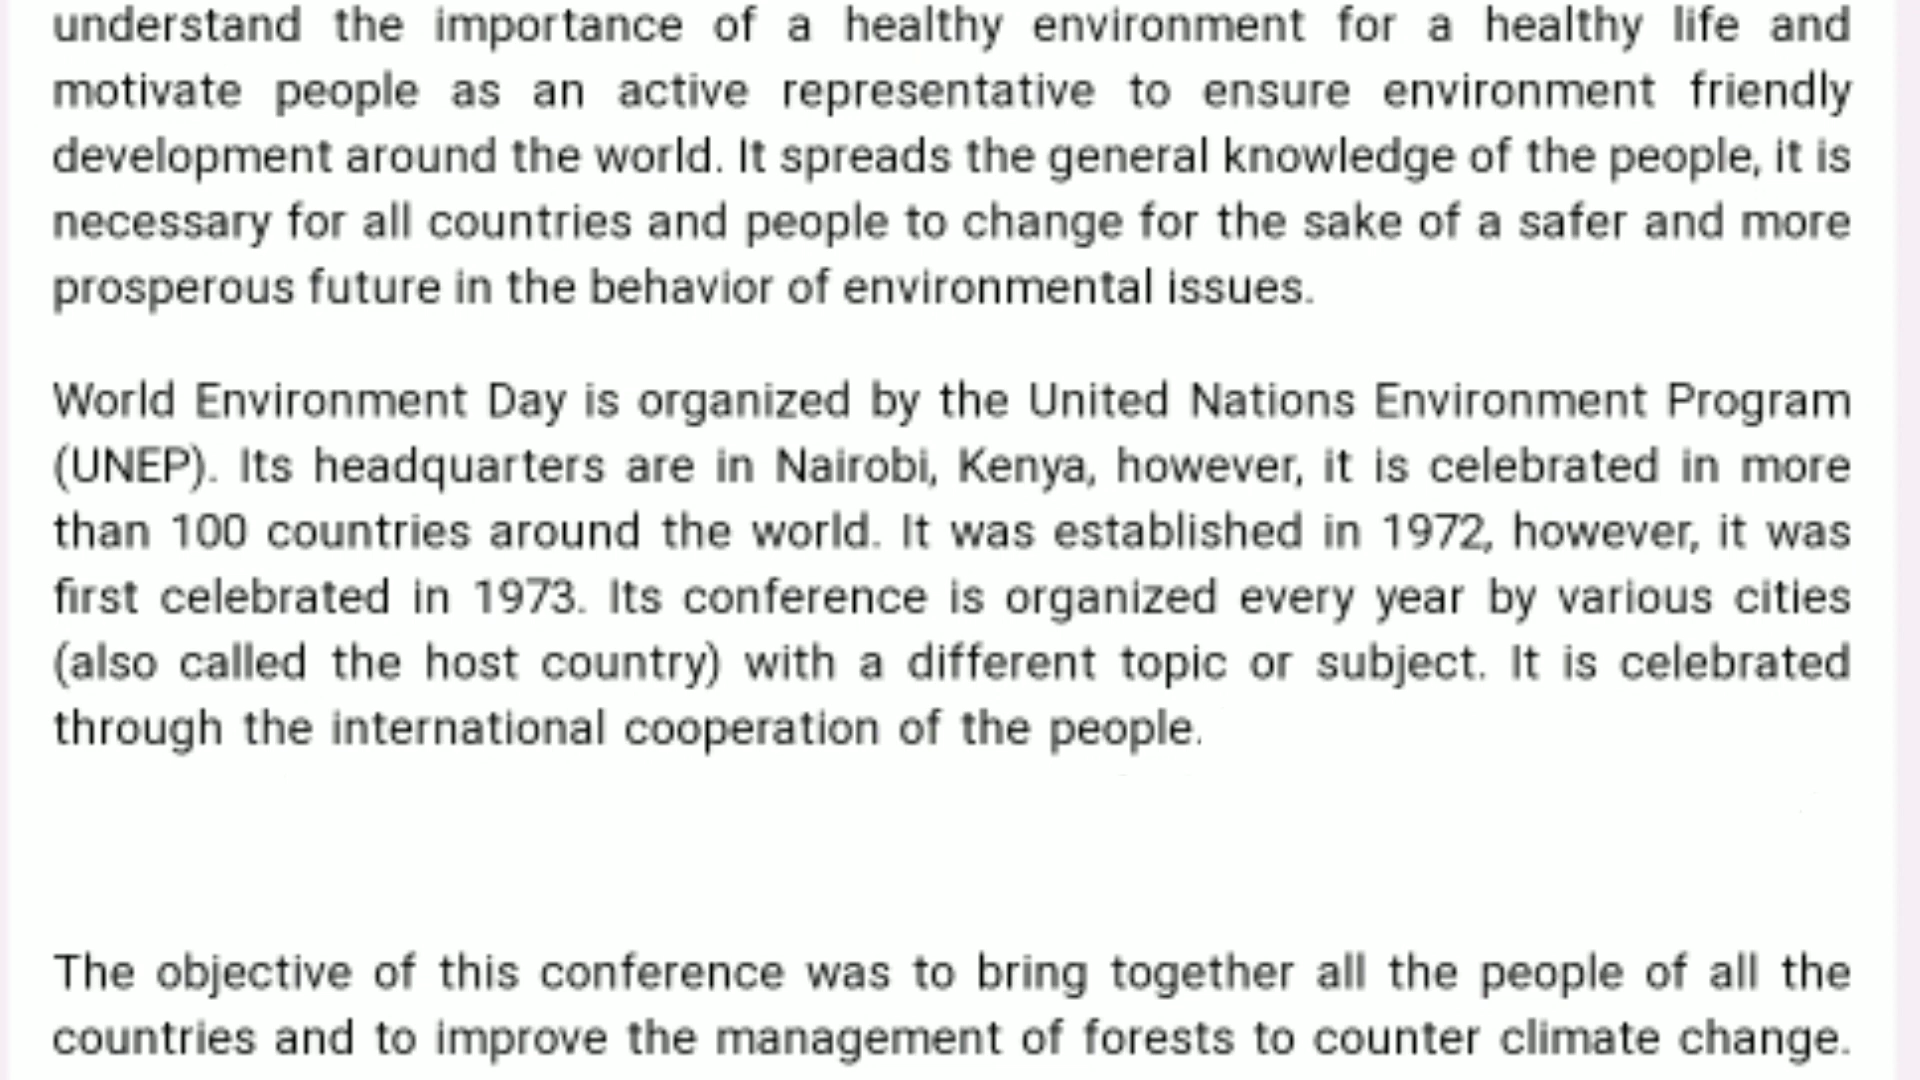 understand the importance of a healthy environment for a healthy life and
motivate people as an active representative to ensure environment friendly
development around the world. It spreads the general knowledge of the people, it is
necessary for all countries and people to change for the sake of a safer and more
prosperous future in the behavior of environmental issues.
World Environment Day is organized by the United Nations Environment Program
(UNEP). Its headquarters are in Nairobi, Kenya, however, it is celebrated in more
than 100 countries around the world. It was established in 1972, however, it was
first celebrated in 1973. Its conference is organized every year by various cities
(also called the host country) with a different topic or subject. It is celebrated
through the international cooperation of the people.
The objective of this conference was to bring together all the people of all the
countries and to improve the management of forests to counter climate change.